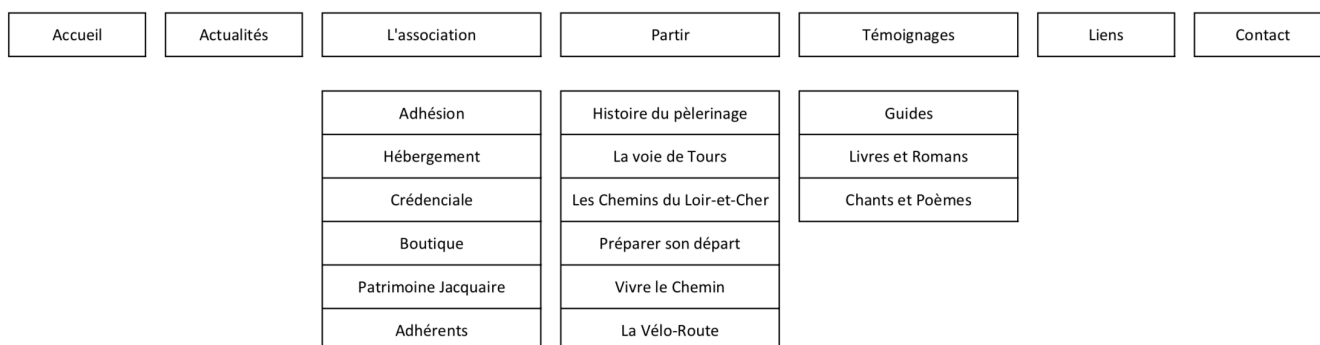 Accueil
Actualités
L'association
Partir
Témoignages
Liens
Contact
Adhésion
Hébergement
Crédenciale
Boutique
Patrimoine Jacquaire
Adhérents
Histoire du pèlerinage
La voie de Tours
Les Chemins du Loir-et-Cher
Préparer son départ
Vivre le Chemin
La Vélo-Route
Guides
Livres et Romans
Chants et Poèmes